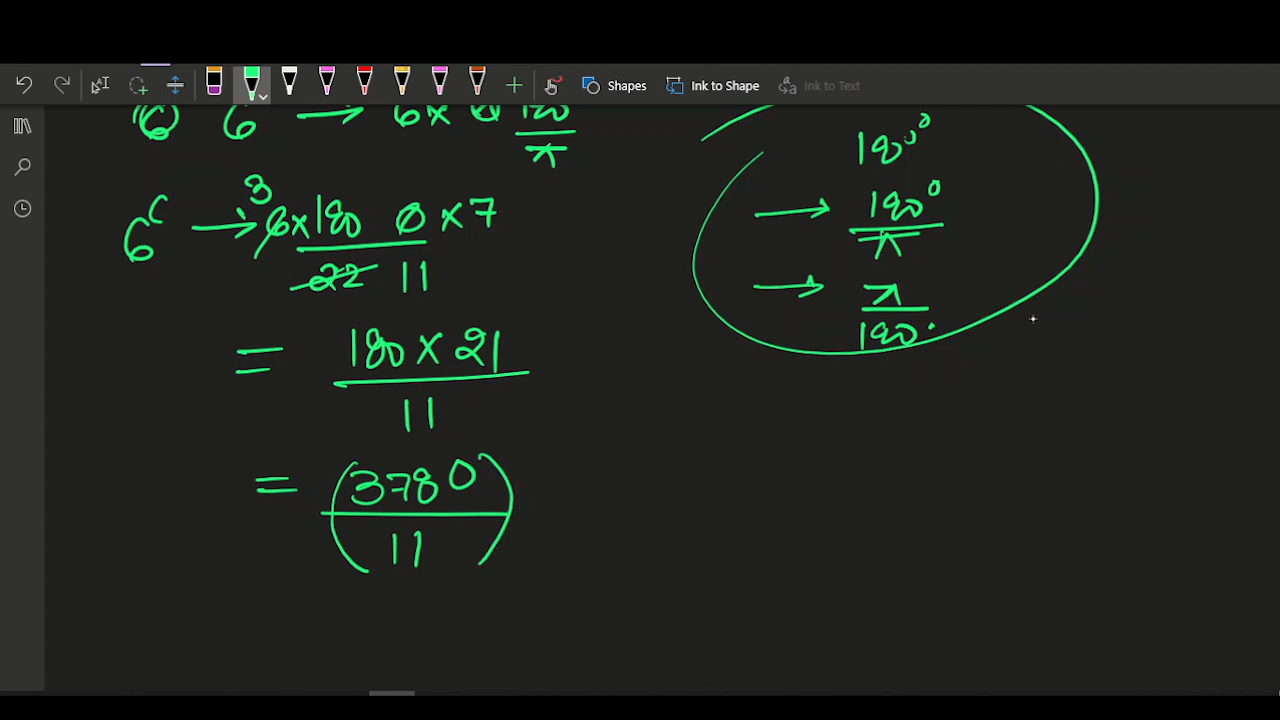 Shapes Ink to Shape Ink to Text
6 → 6 × 180
π
6ᶜ → 6 × 180 × 7
3
22 11
= 180 × 21
11
= (3780
11)
180°
→ 180°
π
→ π
180°